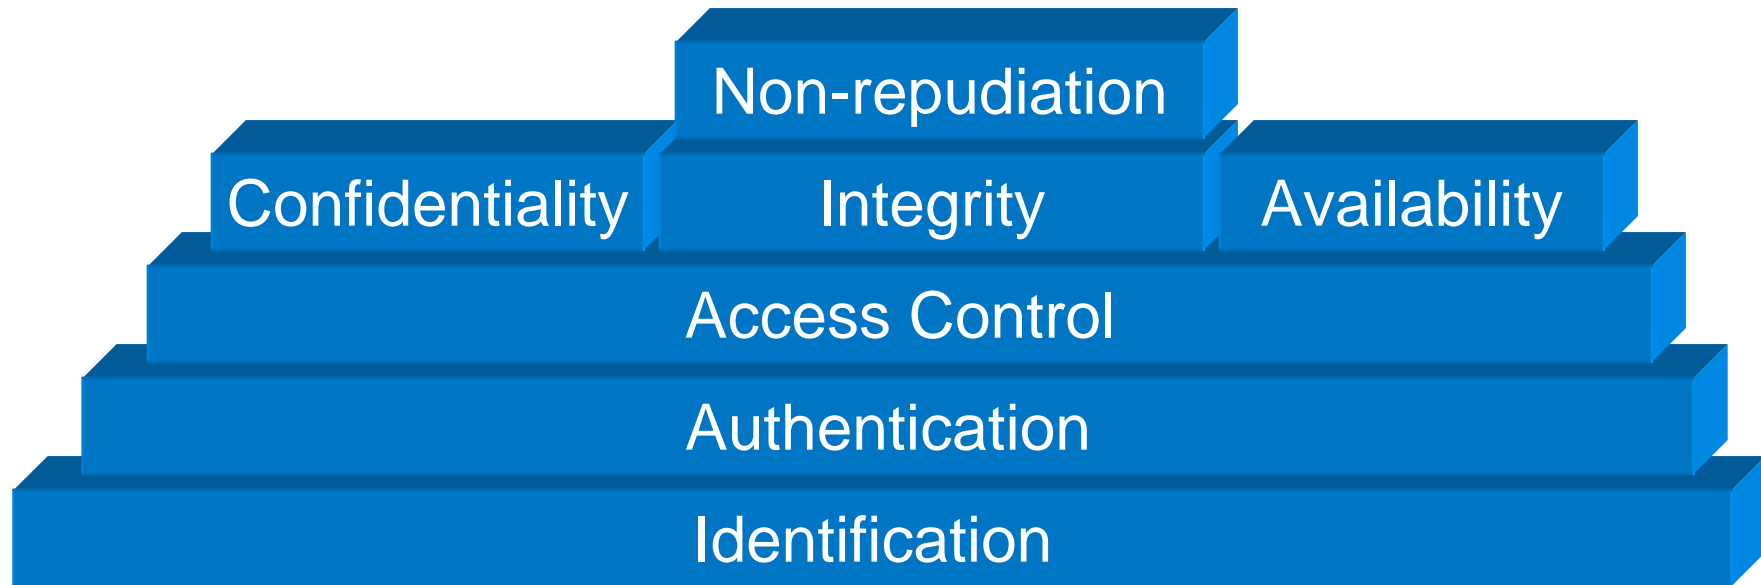 Non-repudiation
Confidentiality
Integrity
Availability
Access Control
Authentication
Identification